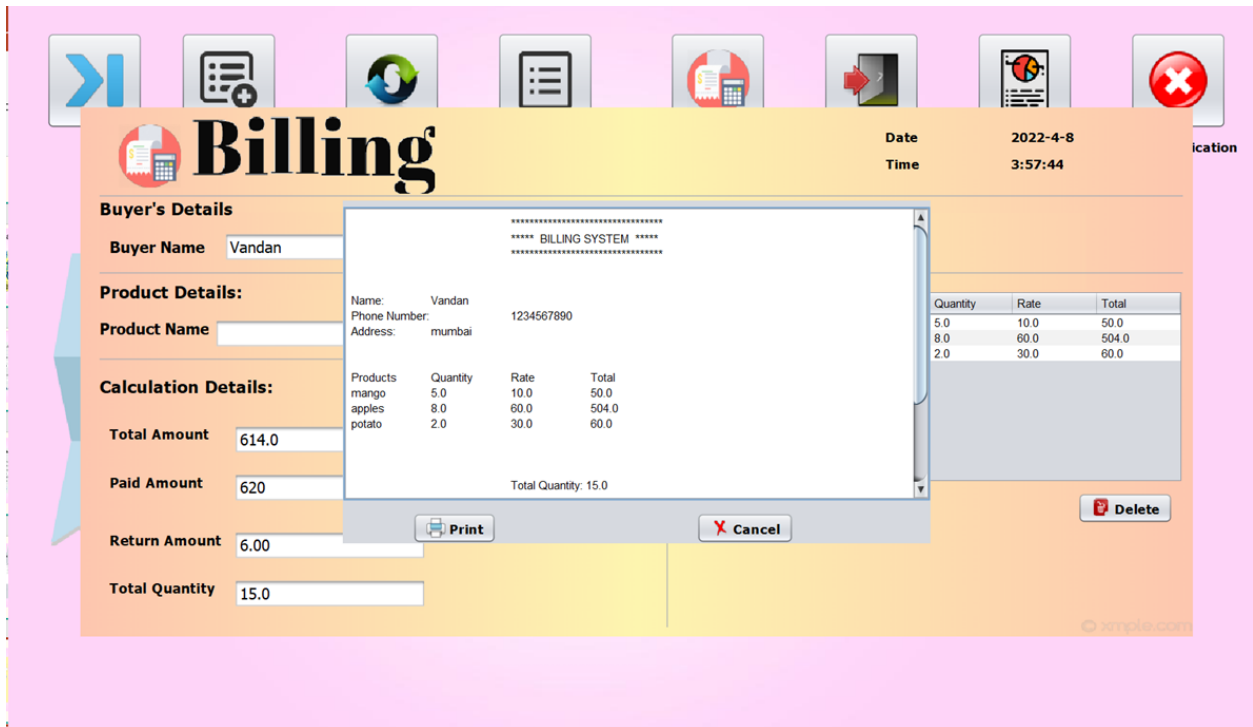 ication
Billing
Date 2022-4-8
Time 3:57:44
Buyer's Details
Buyer Name Vandan
Product Details:
Product Name
Calculation Details:
Total Amount 614.0
Paid Amount 620
Return Amount 6.00
Total Quantity 15.0
*********************************
***** BILLING SYSTEM *****
*********************************
Name: Vandan
Phone Number: 1234567890
Address: mumbai
Products Quantity Rate Total
mango 5.0 10.0 50.0
apples 8.0 60.0 504.0
potato 2.0 30.0 60.0
Total Quantity: 15.0
Print Cancel
Quantity Rate Total
5.0 10.0 50.0
8.0 60.0 504.0
2.0 30.0 60.0
Delete
© xmple.com